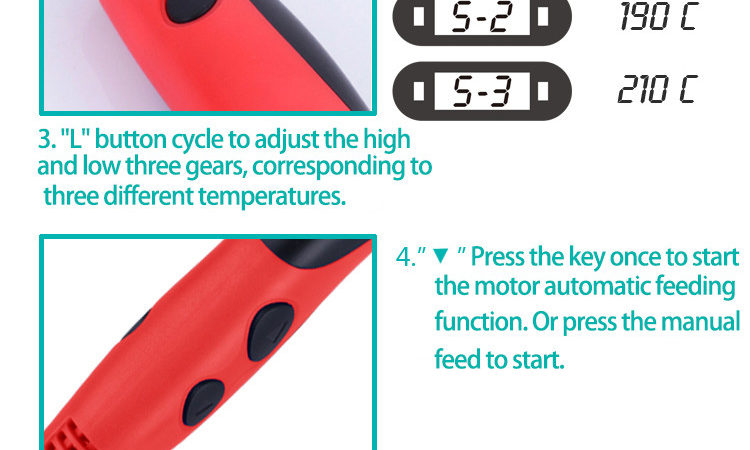 S-2 190 C
S-3 210 C
3. "L" button cycle to adjust the high
and low three gears, corresponding to
three different temperatures.
4.” ▼ ” Press the key once to start
the motor automatic feeding
function. Or press the manual
feed to start.